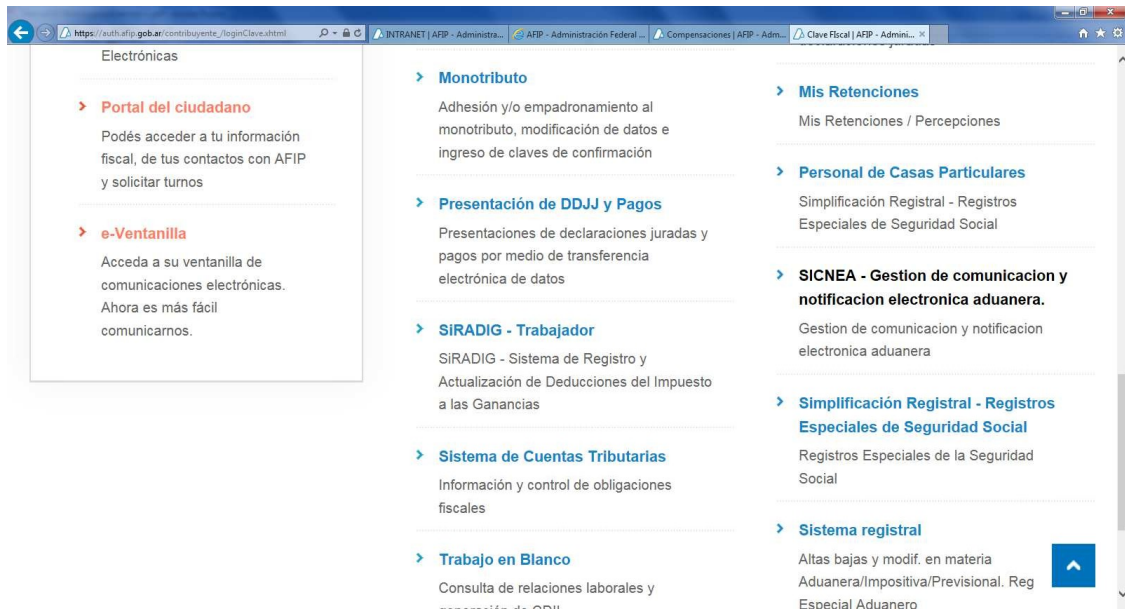 https://auth.afip.gob.ar/contribuyente_/loginClave.xhtml
INTRANET | AFIP - Administra...
AFIP - Administración Federal ...
Compensaciones | AFIP - Adm...
Clave FIscal | AFIP - Admini...
Electrónicas
Portal del ciudadano
Podés acceder a tu información
fiscal, de tus contactos con AFIP
y solicitar turnos
e-Ventanilla
Acceda a su ventanilla de
comunicaciones electrónicas.
Ahora es más fácil
comunicarnos.
Monotributo
Adhesión y/o empadronamiento al
monotributo, modificación de datos e
ingreso de claves de confirmación
Presentación de DDJJ y Pagos
Presentaciones de declaraciones juradas y
pagos por medio de transferencia
electrónica de datos
SiRADIG - Trabajador
SiRADIG - Sistema de Registro y
Actualización de Deducciones del Impuesto
a las Ganancias
Sistema de Cuentas Tributarias
Información y control de obligaciones
fiscales
Trabajo en Blanco
Consulta de relaciones laborales y
Mis Retenciones
Mis Retenciones / Percepciones
Personal de Casas Particulares
Simplificación Registral - Registros
Especiales de Seguridad Social
SICNEA - Gestion de comunicacion y
notificacion electronica aduanera.
Gestion de comunicacion y notificacion
electronica aduanera
Simplificación Registral - Registros
Especiales de Seguridad Social
Registros Especiales de la Seguridad
Social
Sistema registral
Altas bajas y modif. en materia
Aduanera/Impositiva/Previsional. Reg
Especial Aduanero